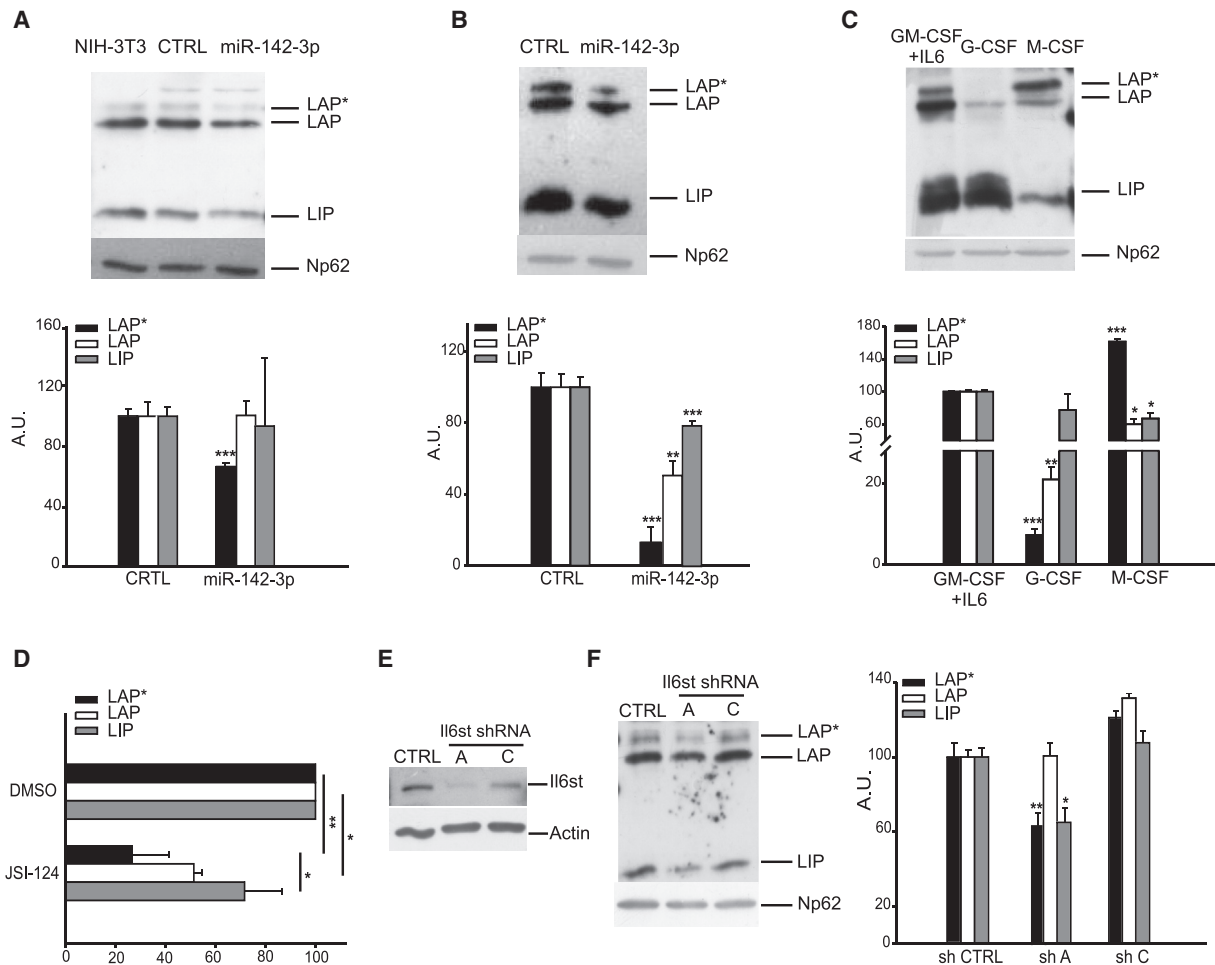 A
NIH-3T3 CTRL miR-142-3p
LAP*
LAP
LIP
Np62
160
120
80
40
0
A.U.
LAP*
LAP
LIP
***
CRTL miR-142-3p
B
CTRL miR-142-3p
LAP*
LAP
LIP
Np62
120
80
40
0
A.U.
LAP*
LAP
LIP
***
**
***
CTRL miR-142-3p
C
GM-CSF G-CSF M-CSF
+IL6
LAP*
LAP
LIP
Np62
180
140
100
60
20
0
A.U.
LAP*
LAP
LIP
***
**
***
*
*
GM-CSF G-CSF M-CSF
+IL6
D
LAP*
LAP
LIP
DMSO
JSI-124
**
*
*
0 20 40 60 80 100
E
Il6st shRNA
CTRL A C
Il6st
Actin
F
Il6st shRNA
CTRL A C
LAP*
LAP
LIP
Np62
140
100
60
20
0
A.U.
LAP*
LAP
LIP
**
*
sh CTRL sh A sh C